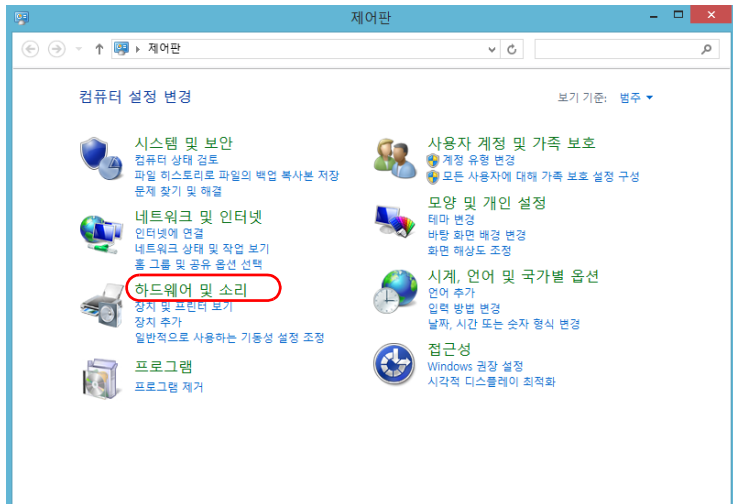 제어판
제어판
컴퓨터 설정 변경
보기 기준: 범주
시스템 및 보안
컴퓨터 상태 검토
파일 히스토리로 파일의 백업 복사본 저장
문제 찾기 및 해결
네트워크 및 인터넷
인터넷에 연결
네트워크 상태 및 작업 보기
홈 그룹 및 공유 옵션 선택
하드웨어 및 소리
장치 및 프린터 보기
장치 추가
일반적으로 사용하는 기동성 설정 조정
프로그램
프로그램 제거
사용자 계정 및 가족 보호
계정 유형 변경
모든 사용자에 대해 가족 보호 설정 구성
모양 및 개인 설정
테마 변경
바탕 화면 배경 변경
화면 해상도 조정
시계, 언어 및 국가별 옵션
언어 추가
입력 방법 변경
날짜, 시간 또는 숫자 형식 변경
접근성
Windows 권장 설정
시각적 디스플레이 최적화